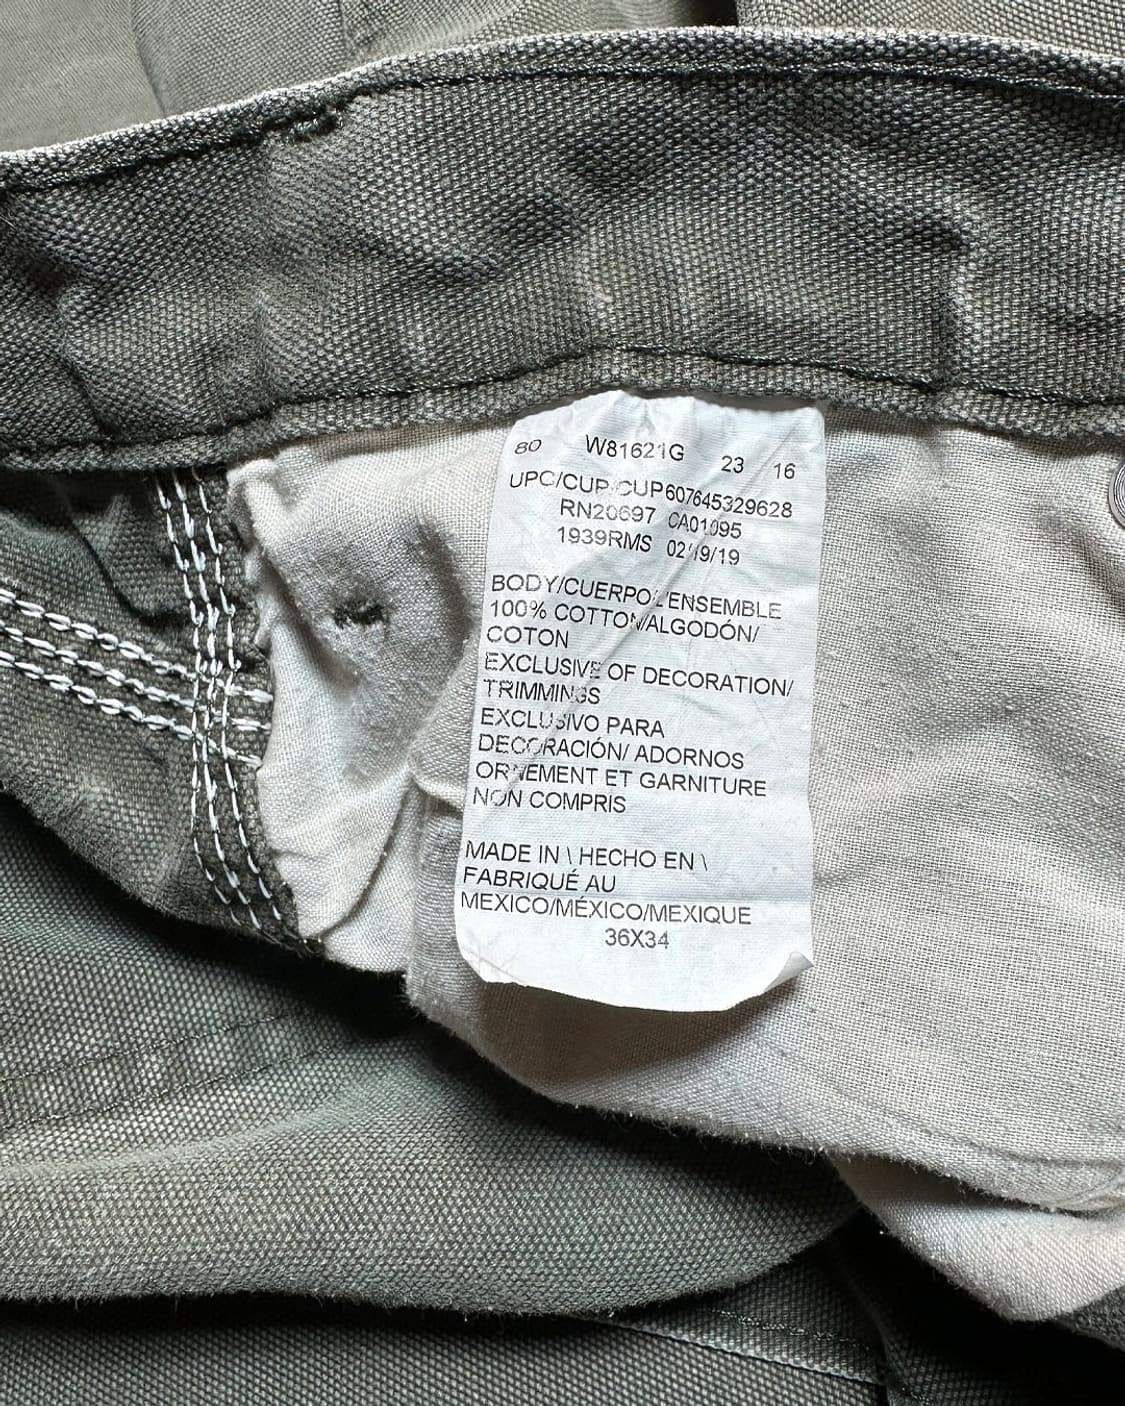 80 W81621G 23 16
UPC/CUP/CUP607645329628
RN20697 CA01095
1939RMS 02/19/19
BODY/CUERPO/ENSEMBLE
100% COTTON/ALGODÓN/
COTON
EXCLUSIVE OF DECORATION/
TRIMMINGS
EXCLUSIVO PARA
DECORACIÓN/ ADORNOS
ORNEMENT ET GARNITURE
NON COMPRIS
MADE IN \ HECHO EN \
FABRIQUÉ AU
MEXICO/MÉXICO/MEXIQUE
36X34